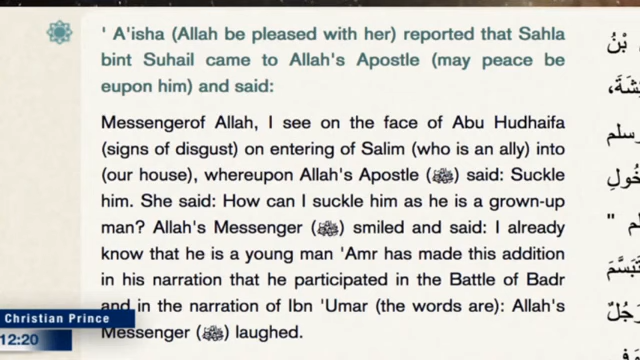 ' A'isha (Allah be pleased with her) reported that Sahla
bint Suhail came to Allah's Apostle (may peace be
eupon him) and said:
Messengerof Allah, I see on the face of Abu Hudhaifa
(signs of disgust) on entering of Salim (who is an ally) into
(our house), whereupon Allah's Apostle (ﷺ) said: Suckle
him. She said: How can I suckle him as he is a grown-up
man? Allah's Messenger (ﷺ) smiled and said: I already
know that he is a young man 'Amr has made this addition
in his narration that he participated in the Battle of Badr
and in the narration of Ibn 'Umar (the words are): Allah's
Messenger (ﷺ) laughed.
بْنُ
Christian Prince
12:20